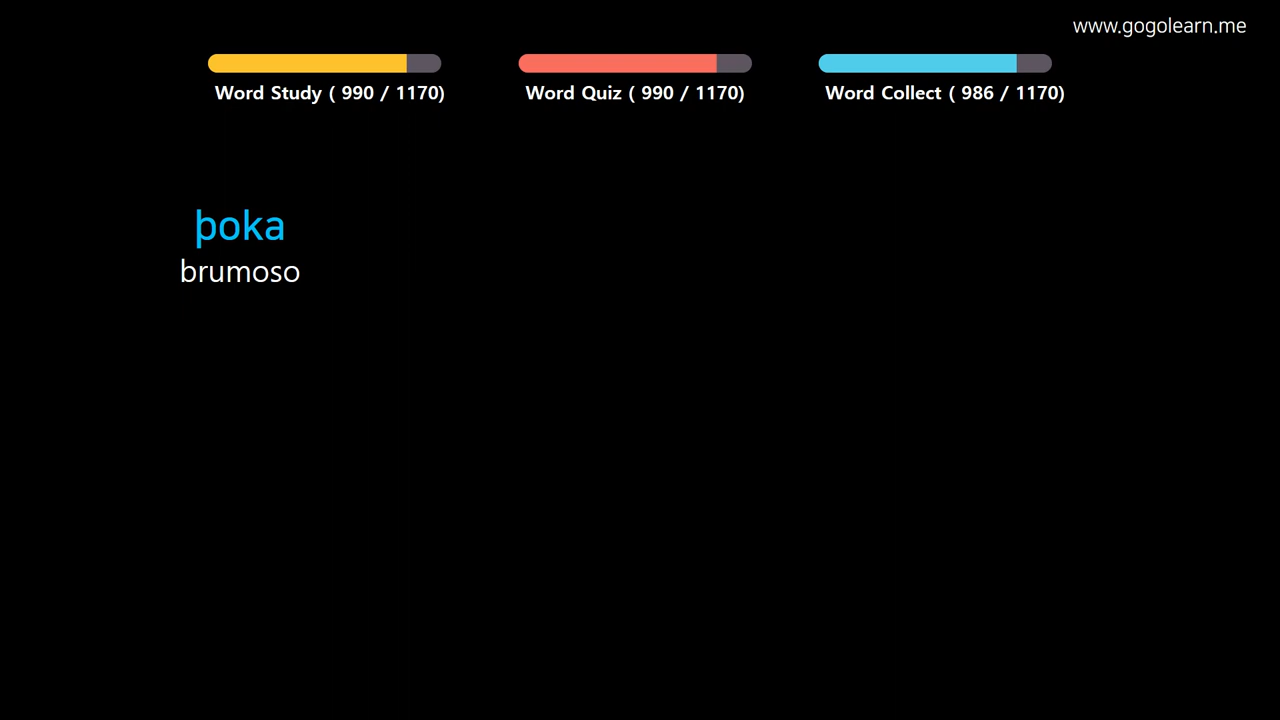 www.gogolearn.me
Word Study ( 990 / 1170)
Word Quiz ( 990 / 1170)
Word Collect ( 986 / 1170)
þoka
brumoso